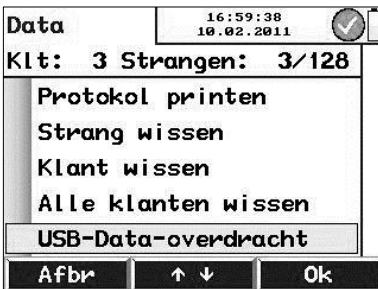 Data
16:59:38
10.02.2011
Klt: 3 Strangen: 3/128
Protokol printen
Strang wissen
Klant wissen
Alle klanten wissen
USB-Data-overdracht
Afbr ↑ ↓ Ok